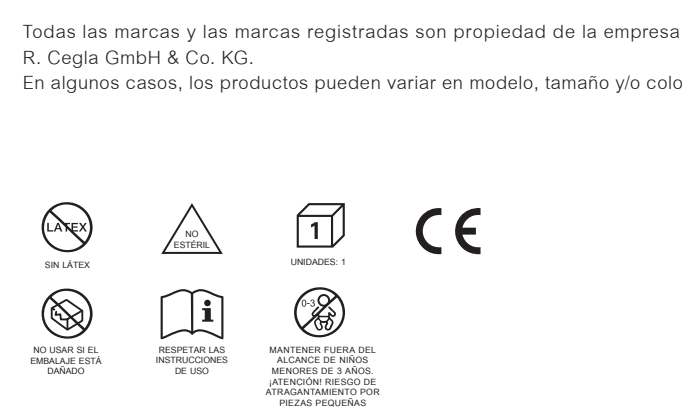 Todas las marcas y las marcas registradas son propiedad de la empresa
R. Cegla GmbH & Co. KG.
En algunos casos, los productos pueden variar en modelo, tamaño y/o colo
LATEX
SIN LÁTEX
NO
ESTÉRIL
1
UNIDADES: 1
CE
NO USAR SI EL
EMBALAJE ESTÁ
DAÑADO
i
RESPETAR LAS
INSTRUCCIONES
DE USO
0-3
MANTENER FUERA DEL
ALCANCE DE NIÑOS
MENORES DE 3 AÑOS.
¡ATENCIÓN! RIESGO DE
ATRAGANTAMIENTO POR
PIEZAS PEQUEÑAS